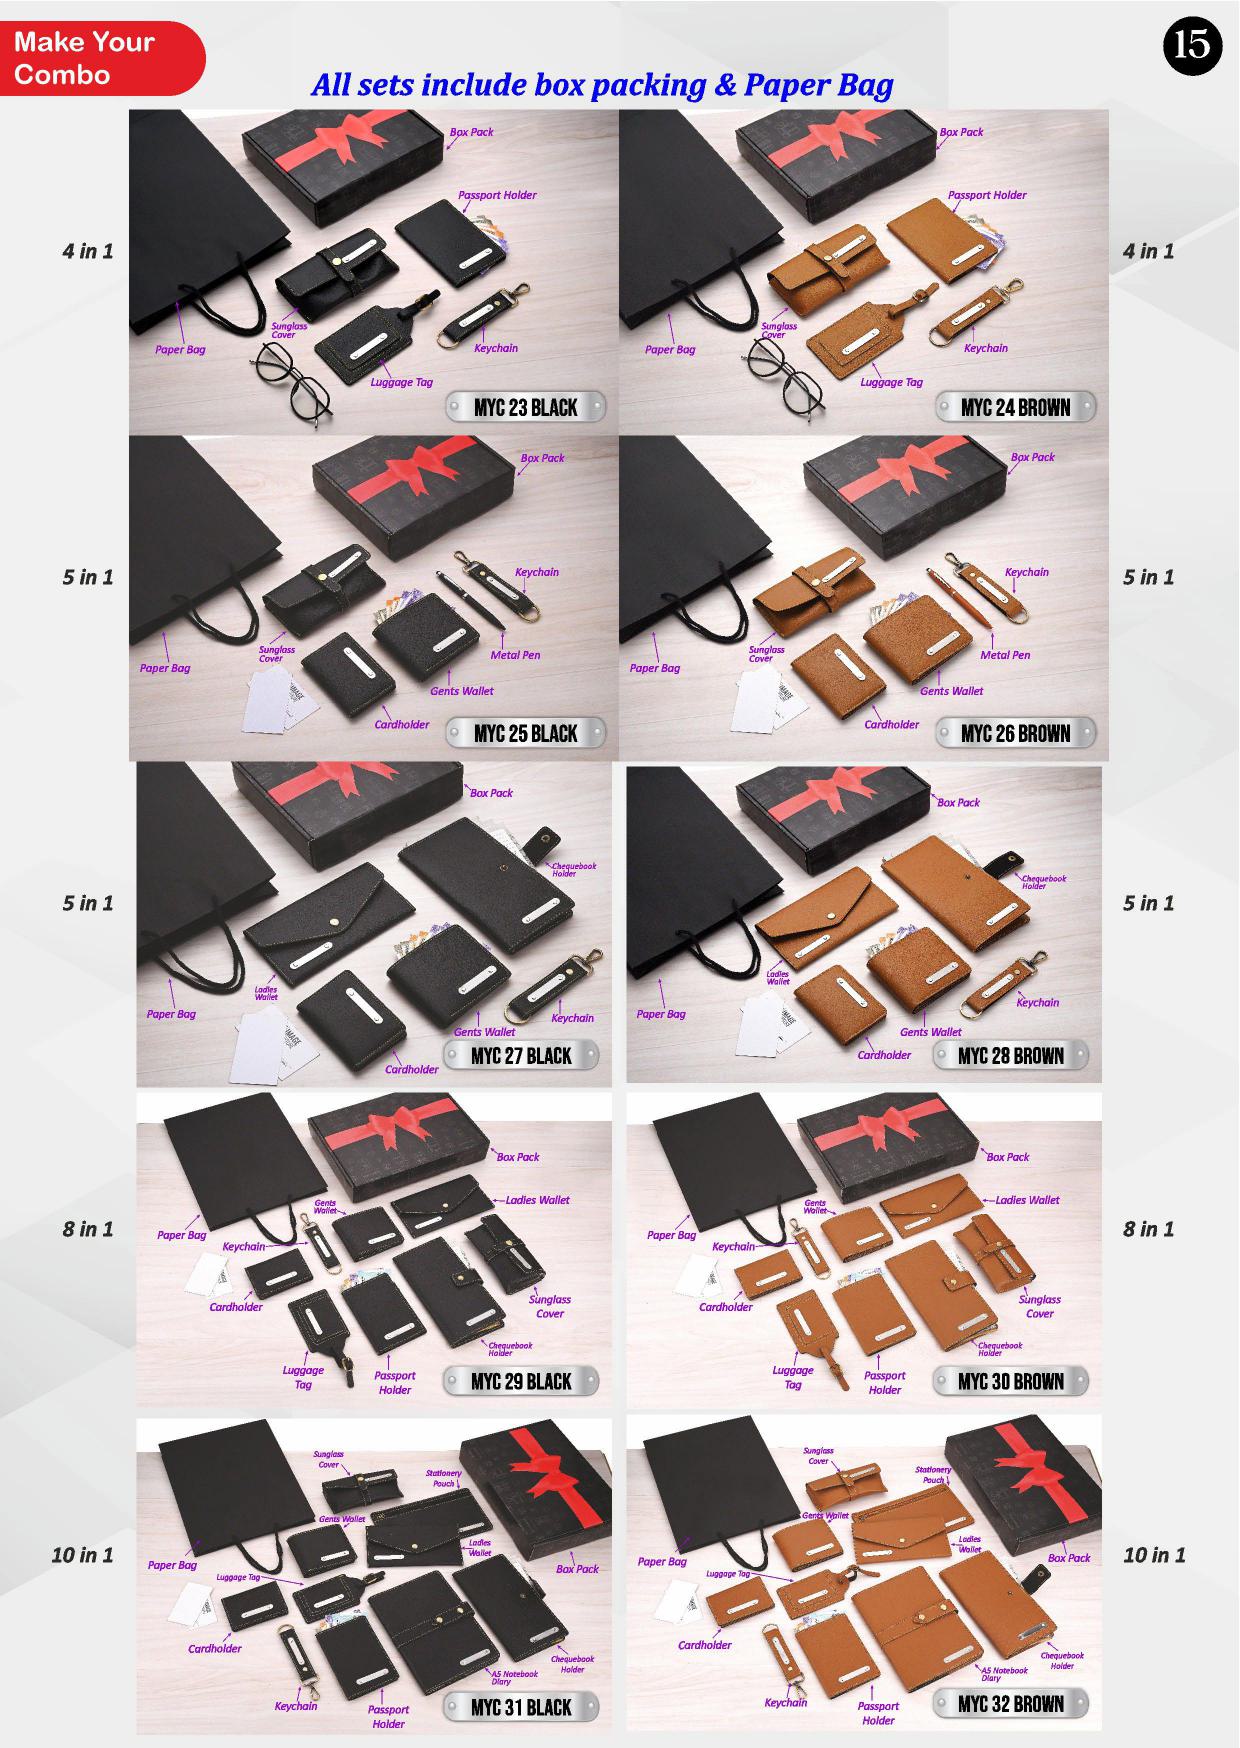 Make Your
Combo
15
All sets include box packing & Paper Bag
4 in 1
Box Pack
Passport Holder
Sunglass
Cover
Paper Bag
Keychain
Luggage Tag
MYC 23 BLACK
Box Pack
Passport Holder
Sunglass
Cover
Paper Bag
Keychain
Luggage Tag
MYC 24 BROWN
4 in 1
5 in 1
Box Pack
Keychain
Sunglass
Cover
Metal Pen
Paper Bag
Gents Wallet
Cardholder
MYC 25 BLACK
Box Pack
Keychain
Sunglass
Cover
Metal Pen
Paper Bag
Gents Wallet
Cardholder
MYC 26 BROWN
5 in 1
5 in 1
Box Pack
Chequebook
Holder
Ladies
Wallet
Paper Bag
Keychain
Gents Wallet
Cardholder
MYC 27 BLACK
Box Pack
Chequebook
Holder
Ladies
Wallet
Paper Bag
Keychain
Gents Wallet
Cardholder
MYC 28 BROWN
5 in 1
8 in 1
Box Pack
Ladies Wallet
Gents
Wallet
Paper Bag
Keychain
Cardholder
Sunglass
Cover
Chequebook
Holder
Luggage
Tag
Passport
Holder
MYC 29 BLACK
Box Pack
Ladies Wallet
Gents
Wallet
Paper Bag
Keychain
Cardholder
Sunglass
Cover
Chequebook
Holder
Luggage
Tag
Passport
Holder
MYC 30 BROWN
8 in 1
10 in 1
Sunglass
Cover
Stationery
Pouch
Gents Wallet
Ladies
Wallet
Paper Bag
Box Pack
Luggage Tag
Cardholder
Chequebook
Holder
A5 Notebook
Diary
Keychain
Passport
Holder
MYC 31 BLACK
Sunglass
Cover
Stationery
Pouch
Gents Wallet
Ladies
Wallet
Paper Bag
Box Pack
Luggage Tag
Cardholder
Chequebook
Holder
A5 Notebook
Diary
Keychain
Passport
Holder
MYC 32 BROWN
10 in 1